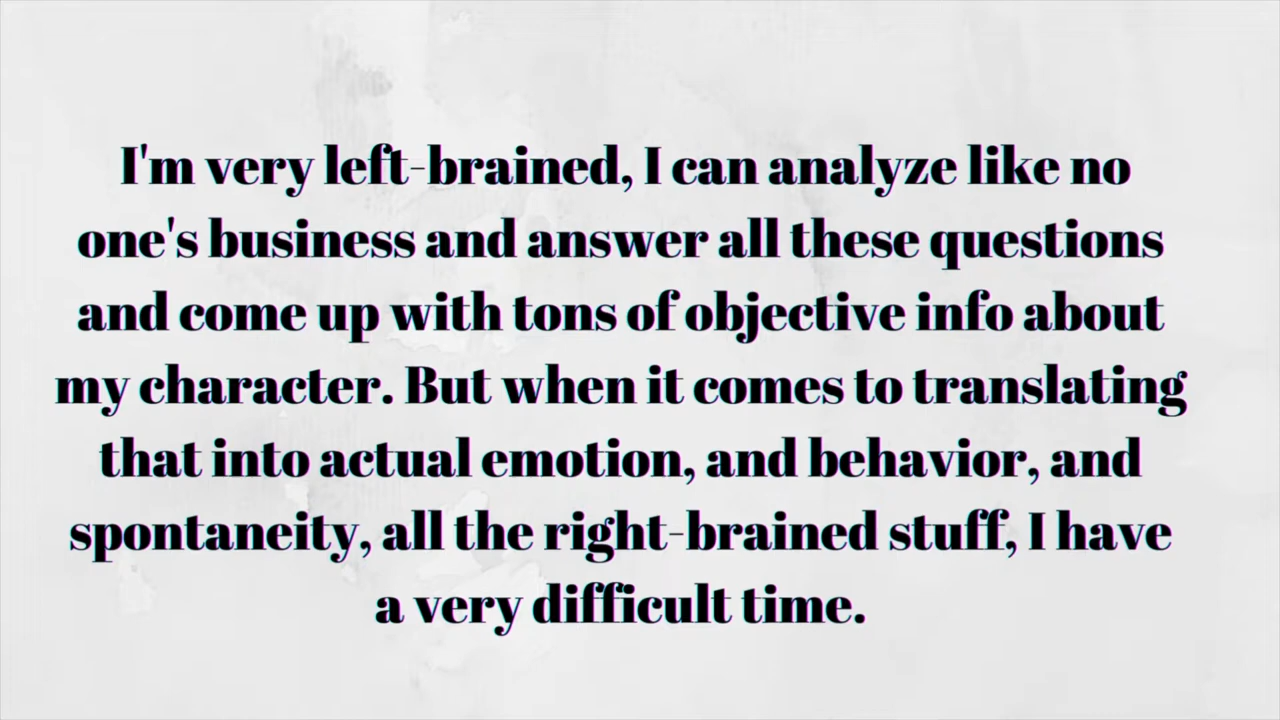 I'm very left-brained, I can analyze like no
one's business and answer all these questions
and come up with tons of objective info about
my character. But when it comes to translating
that into actual emotion, and behavior, and
spontaneity, all the right-brained stuff, I have
a very difficult time.